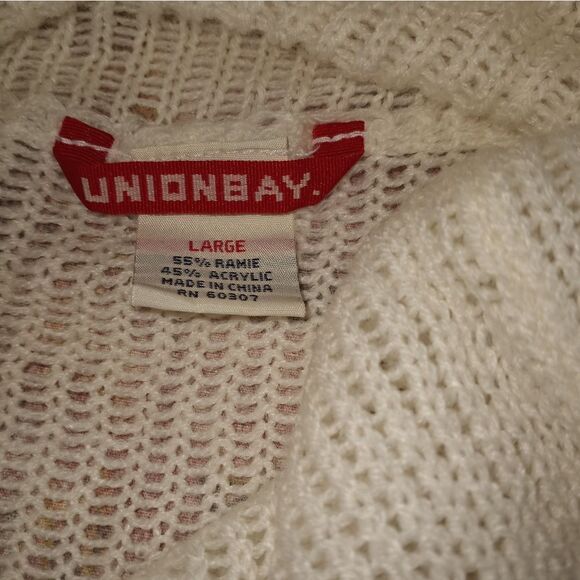 UNIONBAY.
LARGE
55% RAMIE
45% ACRYLIC
MADE IN CHINA
RN 60307